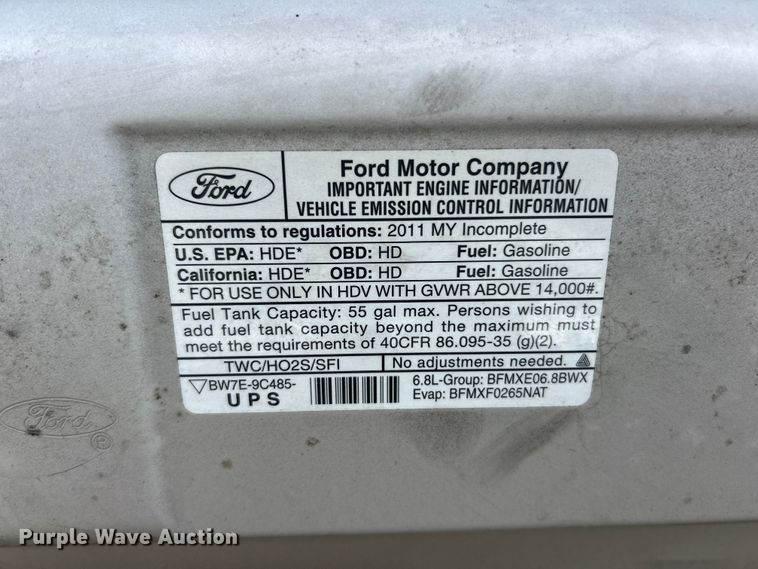 Ford
Ford Motor Company
IMPORTANT ENGINE INFORMATION/
VEHICLE EMISSION CONTROL INFORMATION
Conforms to regulations: 2011 MY Incomplete
U.S. EPA: HDE* OBD: HD Fuel: Gasoline
California: HDE* OBD: HD Fuel: Gasoline
* FOR USE ONLY IN HDV WITH GVWR ABOVE 14,000#.
Fuel Tank Capacity: 55 gal max. Persons wishing to
add fuel tank capacity beyond the maximum must
meet the requirements of 40CFR 86.095-35 (g)(2).
TWC/HO2S/SFI No adjustments needed.
BW7E-9C485-
UPS
6.8L-Group: BFMXE06.8BWX
Evap: BFMXF0265NAT
Ford
Purple Wave Auction